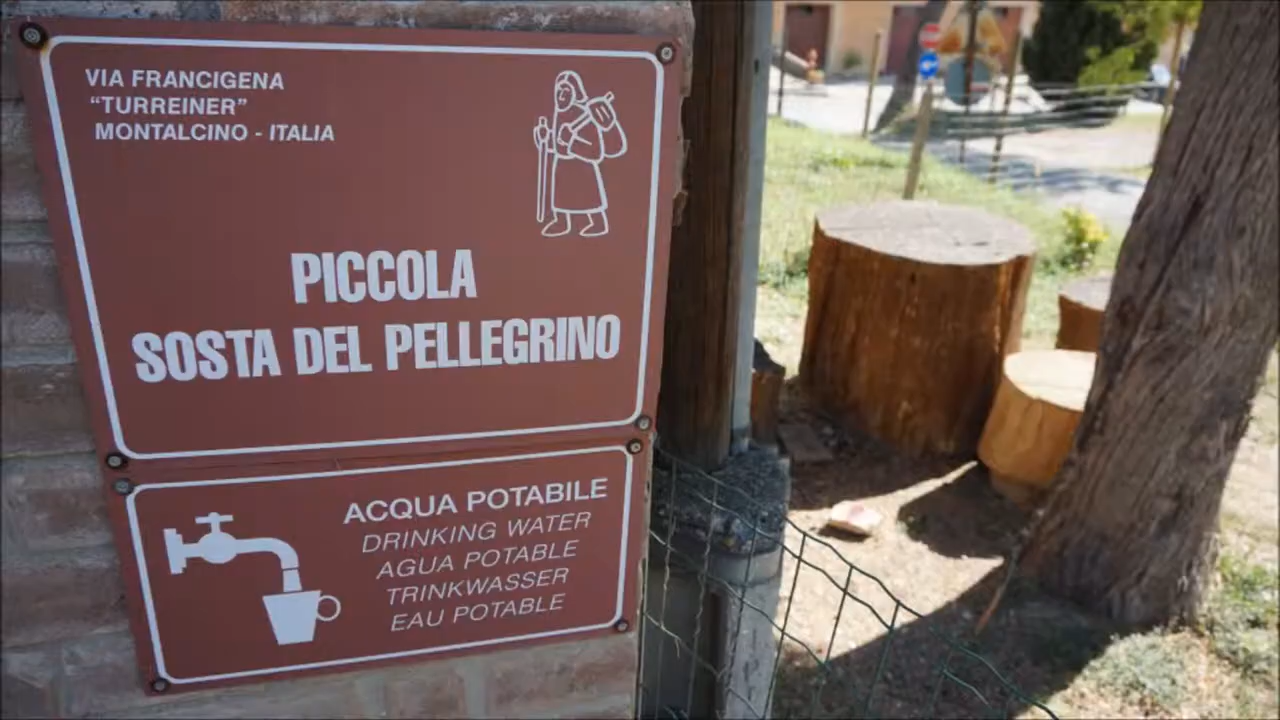 VIA FRANCIGENA
“TURREINER”
MONTALCINO - ITALIA
PICCOLA
SOSTA DEL PELLEGRINO
ACQUA POTABILE
DRINKING WATER
AGUA POTABLE
TRINKWASSER
EAU POTABLE